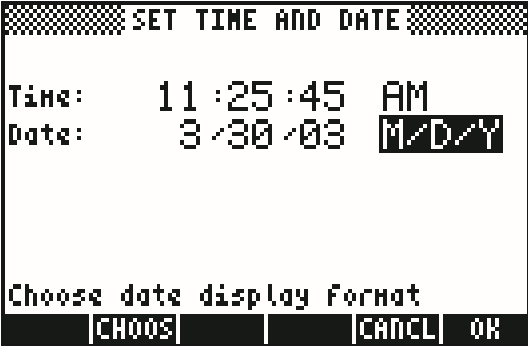 SET TIME AND DATE
Time: 11:25:45 AM
Date: 3/30/03 M/D/Y
Choose date display format
CHOOS CANCL OK